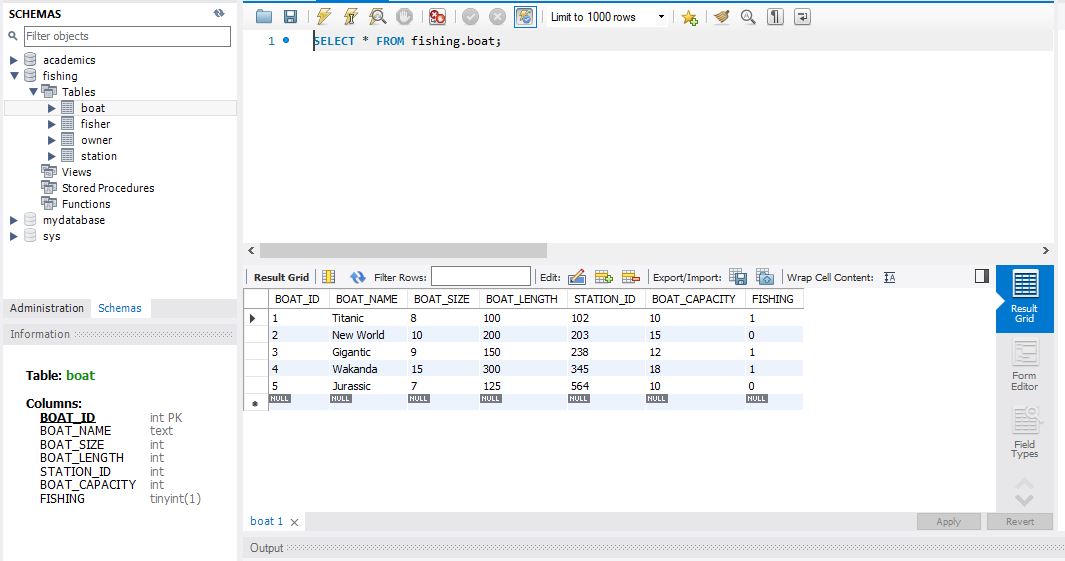 SCHEMAS
Filter objects
academics
fishing
Tables
boat
fisher
owner
station
Views
Stored Procedures
Functions
mydatabase
sys
Administration Schemas
Information
Table: boat
Columns:
BOAT_ID int PK
BOAT_NAME text
BOAT_SIZE int
BOAT_LENGTH int
STATION_ID int
BOAT_CAPACITY int
FISHING tinyint(1)
Limit to 1000 rows
1 SELECT * FROM fishing.boat;
Result Grid Filter Rows: Edit: Export/Import: Wrap Cell Content:
BOAT_ID BOAT_NAME BOAT_SIZE BOAT_LENGTH STATION_ID BOAT_CAPACITY FISHING
1 Titanic 8 100 102 10 1
2 New World 10 200 203 15 0
3 Gigantic 9 150 238 12 1
4 Wakanda 15 300 345 18 1
5 Jurassic 7 125 564 10 0
NULL NULL NULL NULL NULL NULL NULL
Result
Grid
Form
Editor
Field
Types
boat 1
Apply Revert
Output